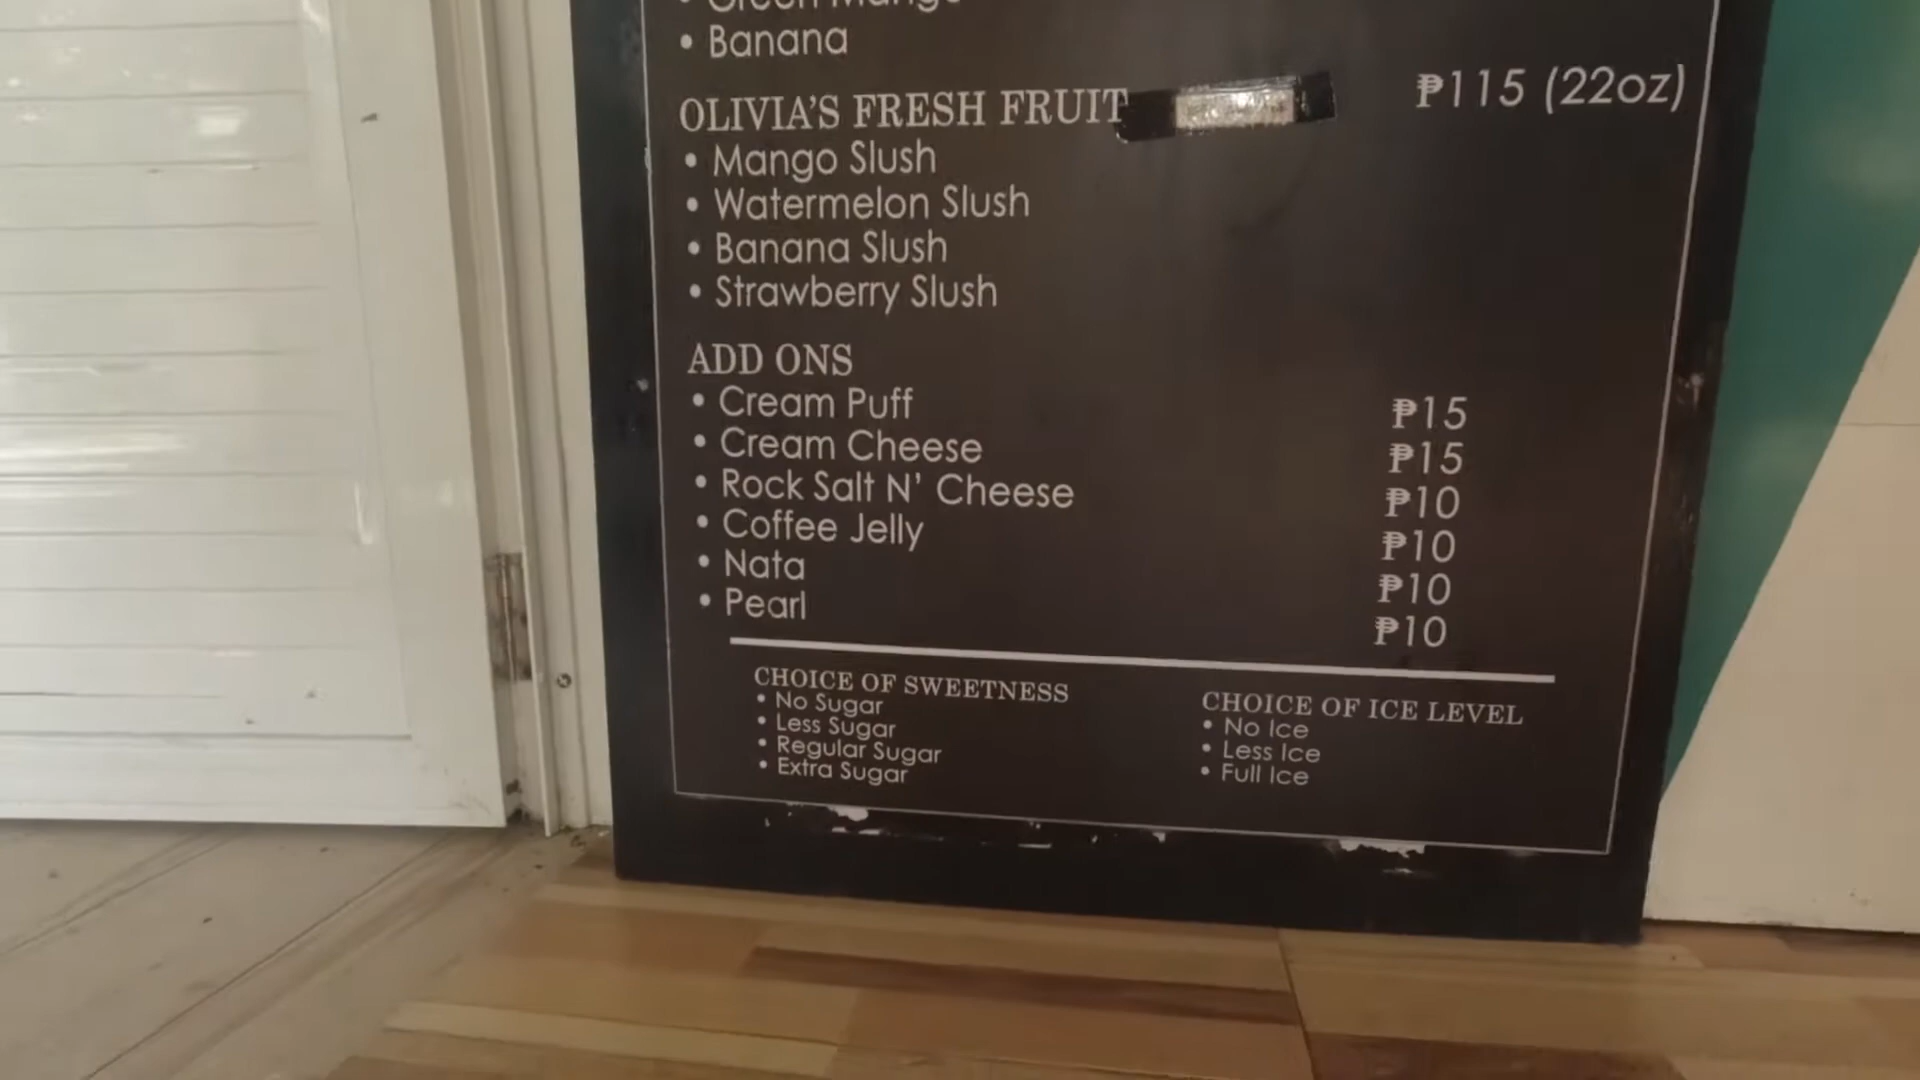 • Green Mango
• Banana
OLIVIA'S FRESH FRUIT ₱115 (22oz)
• Mango Slush
• Watermelon Slush
• Banana Slush
• Strawberry Slush
ADD ONS
• Cream Puff ₱15
• Cream Cheese ₱15
• Rock Salt N' Cheese ₱10
• Coffee Jelly ₱10
• Nata ₱10
• Pearl ₱10
CHOICE OF SWEETNESS
• No Sugar
• Less Sugar
• Regular Sugar
• Extra Sugar
CHOICE OF ICE LEVEL
• No Ice
• Less Ice
• Full Ice